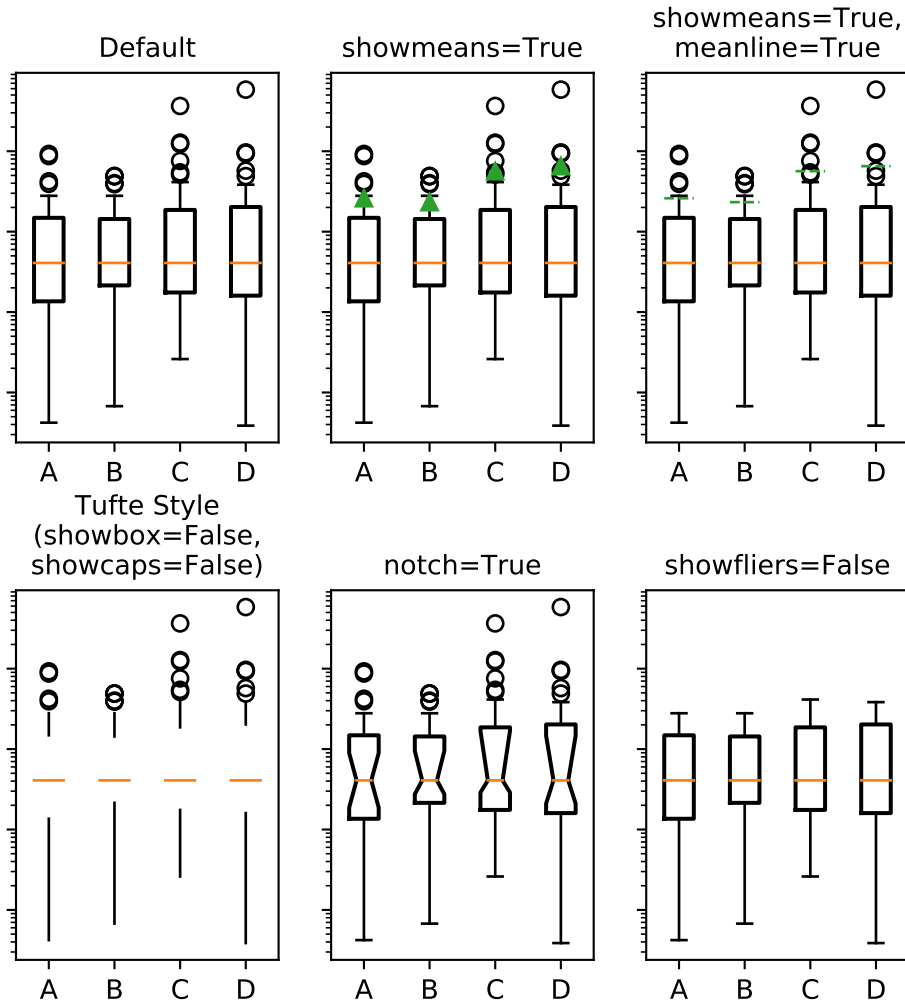 Default
showmeans=True
showmeans=True,
meanline=True
A B C D
A B C D
A B C D
Tufte Style
(showbox=False,
showcaps=False)
notch=True
showfliers=False
A B C D
A B C D
A B C D